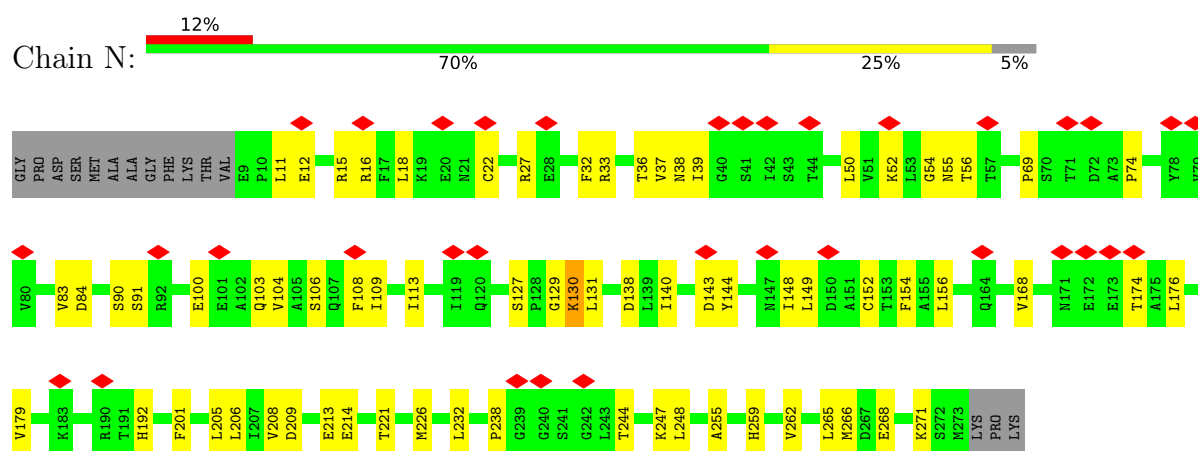 12%
Chain N:
70% 25% 5%
GLY PRO ASP SER MET ALA ALA GLY PHE LYS THR VAL E9 P10 L11 E12 R15 R16 F17 L18 K19 E20 N21 C22 R27 E28 F32 R33 T36 V37 N38 I39 G40 S41 I42 S43 T44 L50 V51 K52 L53 G54 N55 T56 T57 P69 S70 T71 D72 A73 P74 Y78 V79
V80 V83 D84 S90 S91 R92 E100 E101 A102 Q103 V104 A105 S106 Q107 F108 I109 I113 I119 Q120 S127 P128 G129 K130 L131 D138 L139 I140 D143 Y144 N147 I148 L149 D150 A151 C152 T153 F154 A155 L156 Q164 V168 N171 E172 E173 T174 A175 L176
V179 K183 R190 T191 H192 F201 L205 L206 I207 V208 D209 E213 E214 T221 M226 L232 P238 G239 G240 S241 G242 L243 T244 K247 L248 A255 H259 V262 L265 M266 D267 E268 K271 S272 M273 LYS PRO LYS